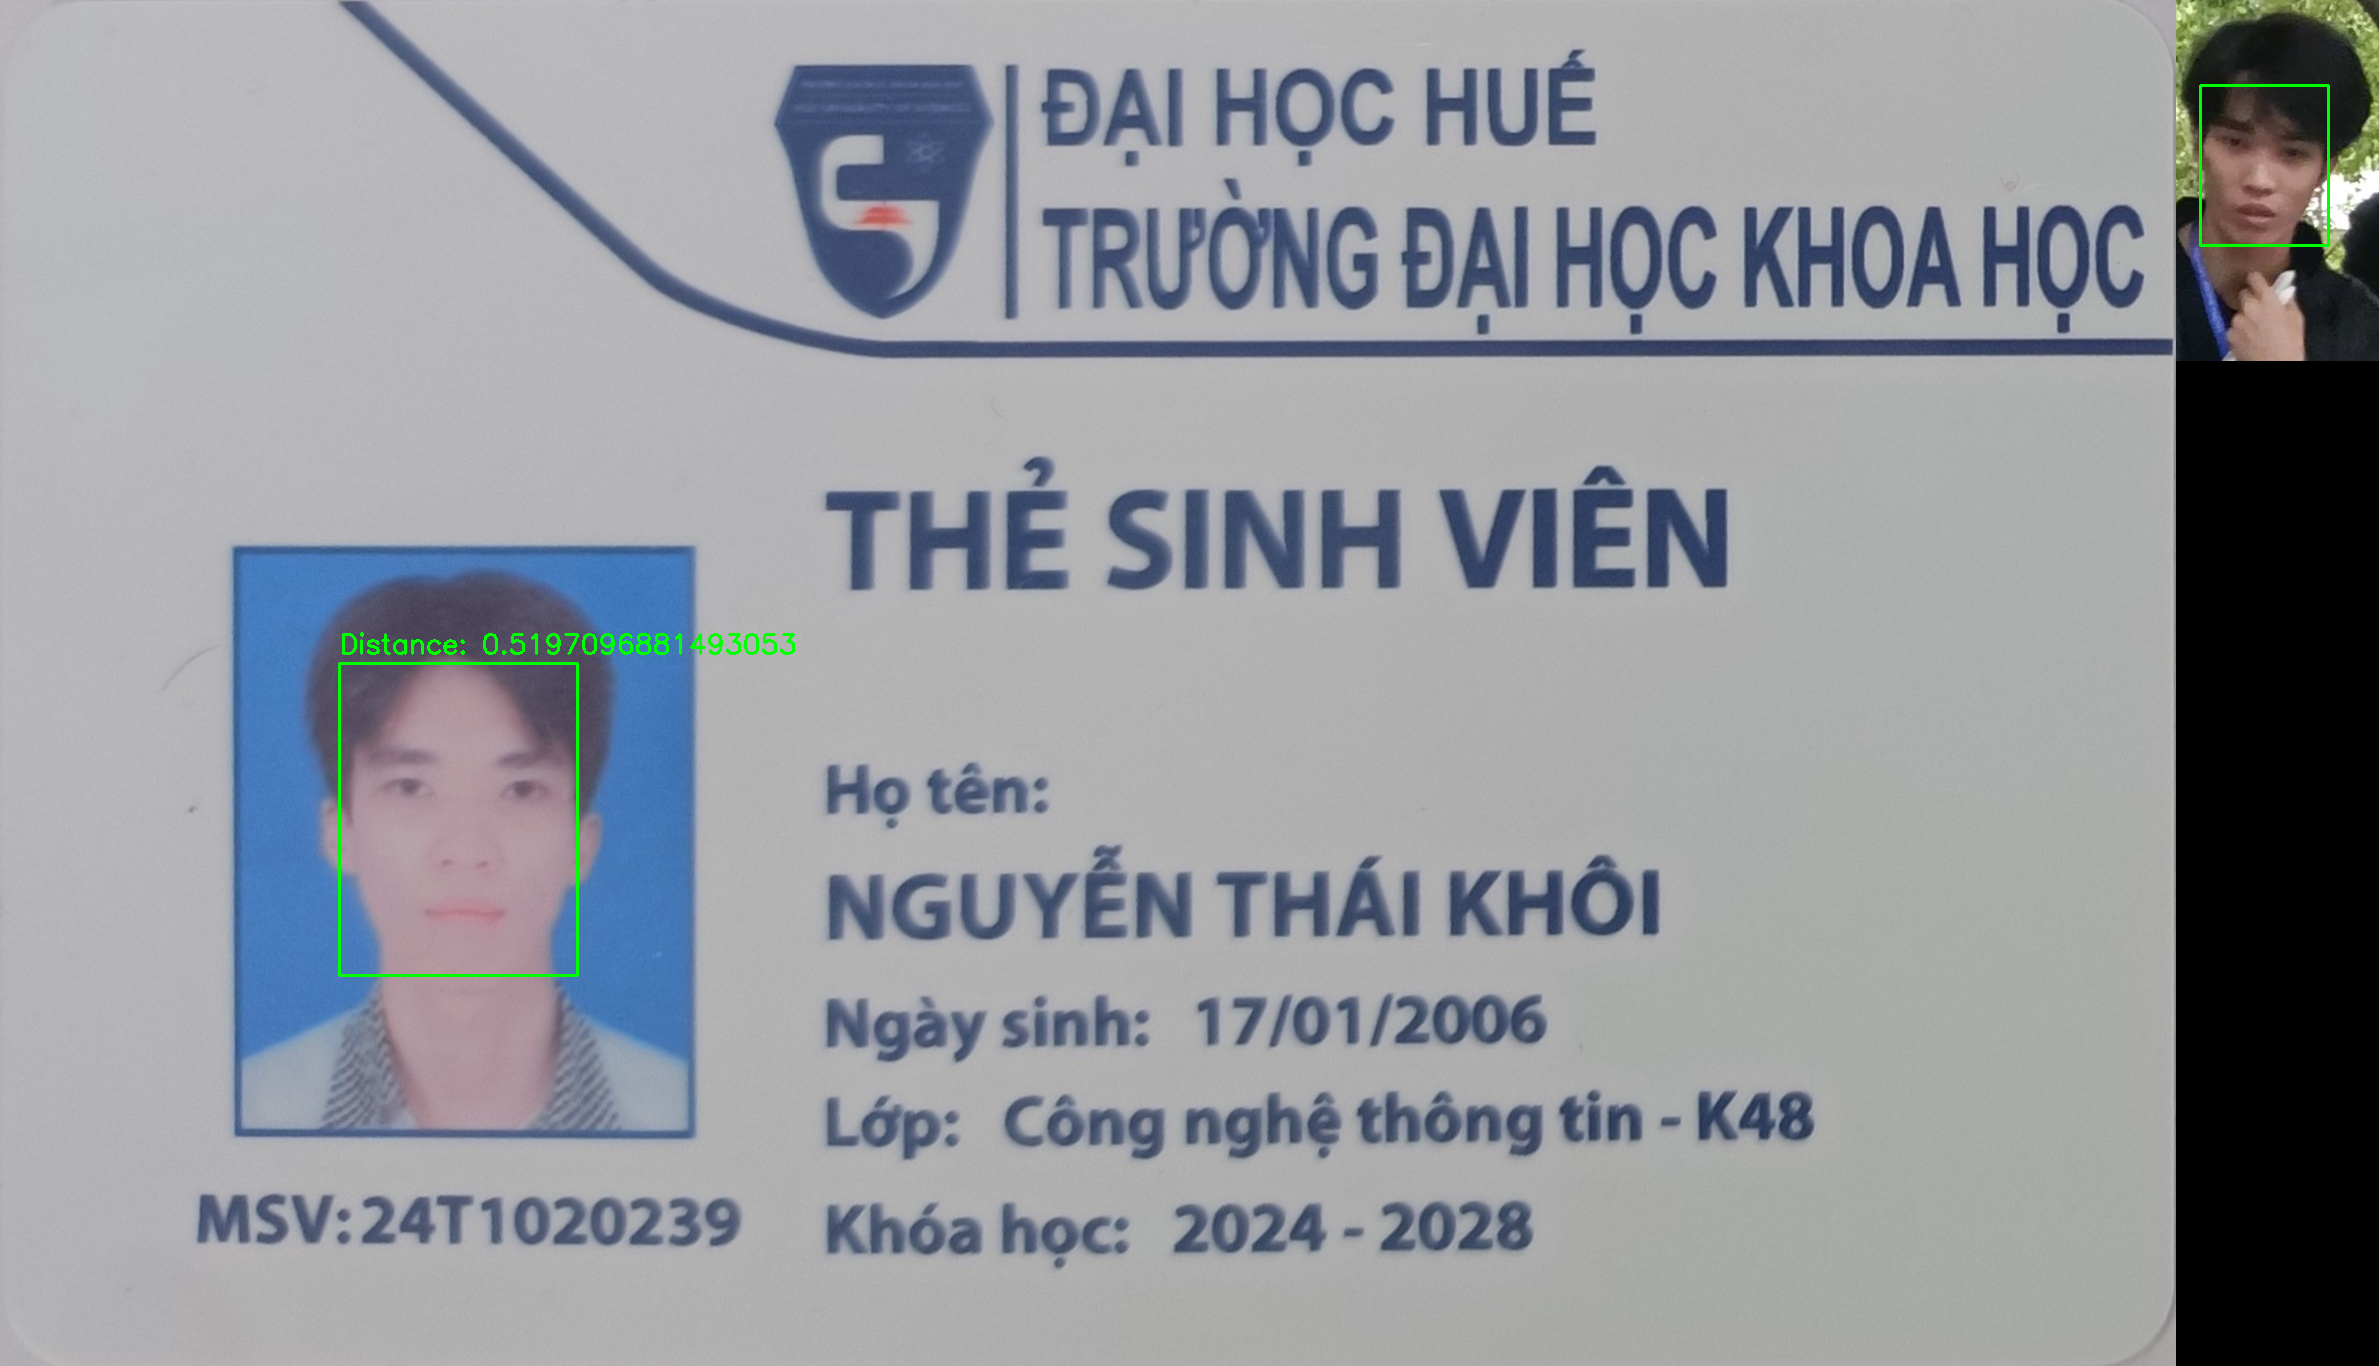 ĐẠI HỌC HUẾ
TRƯỜNG ĐẠI HỌC KHOA HỌC
THẺ SINH VIÊN
Distance: 0.5197096881493053
Họ tên:
NGUYỄN THÁI KHÔI
Ngày sinh: 17/01/2006
Lớp: Công nghệ thông tin - K48
MSV: 24T1020239
Khóa học: 2024 - 2028